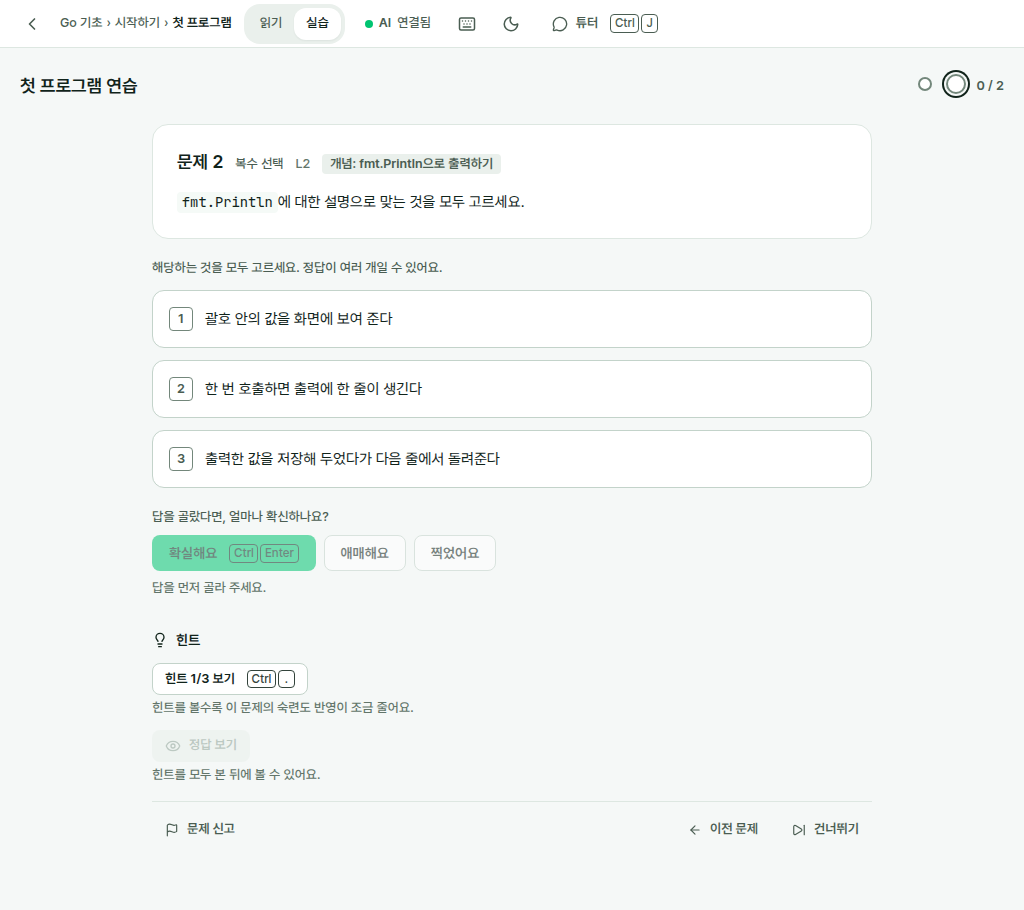 Go 기초 › 시작하기 › 첫 프로그램 읽기 실습 AI 연결됨 튜터 Ctrl J
첫 프로그램 연습 0 / 2
문제 2 복수 선택 L2 개념: fmt.Println으로 출력하기
fmt.Println에 대한 설명으로 맞는 것을 모두 고르세요.
해당하는 것을 모두 고르세요. 정답이 여러 개일 수 있어요.
1 괄호 안의 값을 화면에 보여 준다
2 한 번 호출하면 출력에 한 줄이 생긴다
3 출력한 값을 저장해 두었다가 다음 줄에서 돌려준다
답을 골랐다면, 얼마나 확신하나요?
확실해요 Ctrl Enter 애매해요 찍었어요
답을 먼저 골라 주세요.
힌트
힌트 1/3 보기 Ctrl .
힌트를 볼수록 이 문제의 숙련도 반영이 조금 줄어요.
정답 보기
힌트를 모두 본 뒤에 볼 수 있어요.
문제 신고 이전 문제 건너뛰기